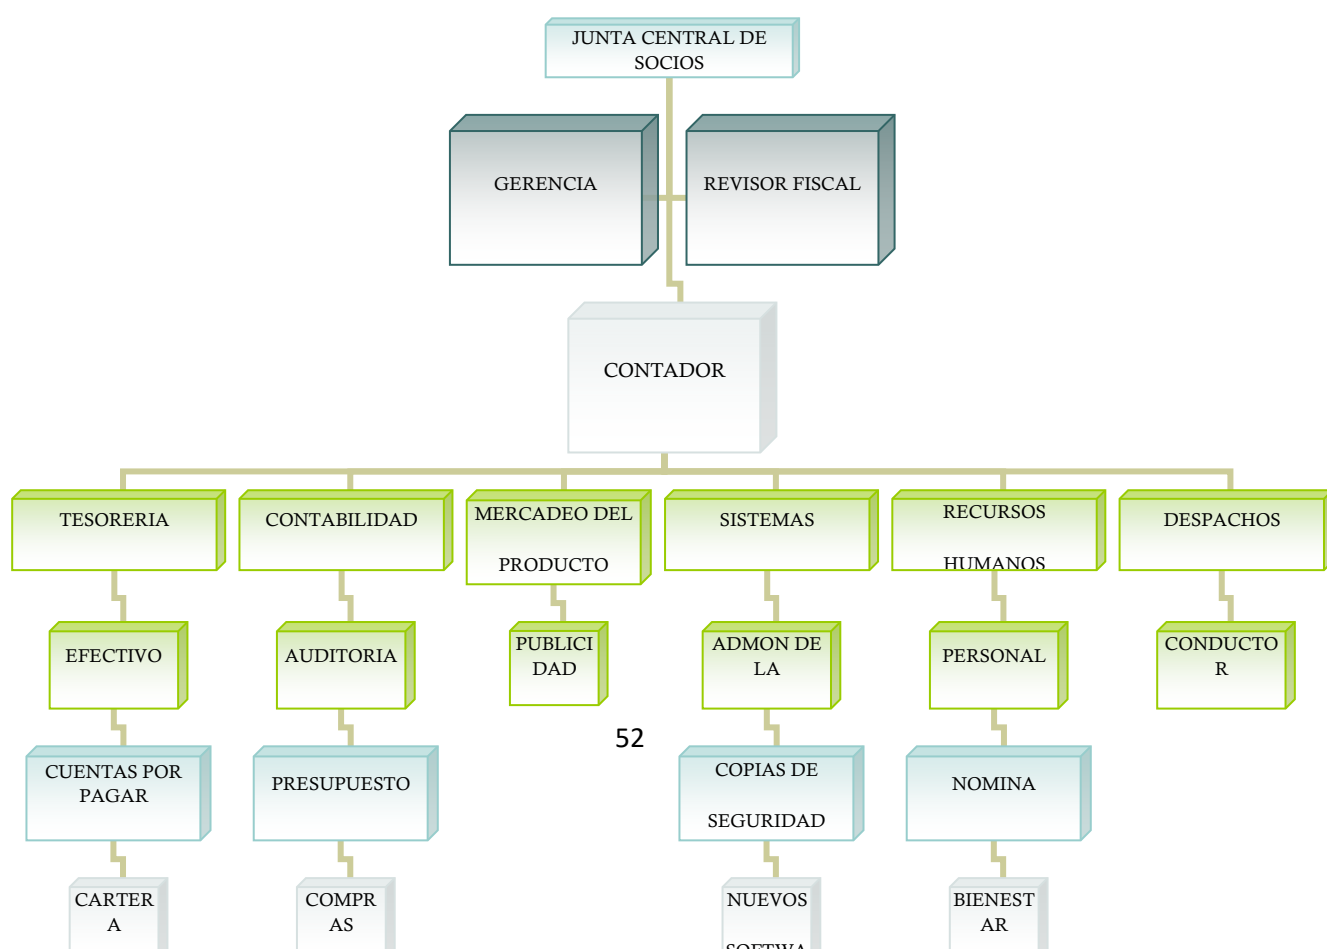 JUNTA CENTRAL DE
SOCIOS
GERENCIA
REVISOR FISCAL
CONTADOR
TESORERIA
CONTABILIDAD
MERCADEO DEL
PRODUCTO
SISTEMAS
RECURSOS
HUMANOS
DESPACHOS
EFECTIVO
AUDITORIA
PUBLICI
DAD
ADMON DE
LA
PERSONAL
CONDUCTO
R
52
CUENTAS POR
PAGAR
PRESUPUESTO
COPIAS DE
SEGURIDAD
NOMINA
CARTER
A
COMPR
AS
NUEVOS
SOFTWA
BIENEST
AR